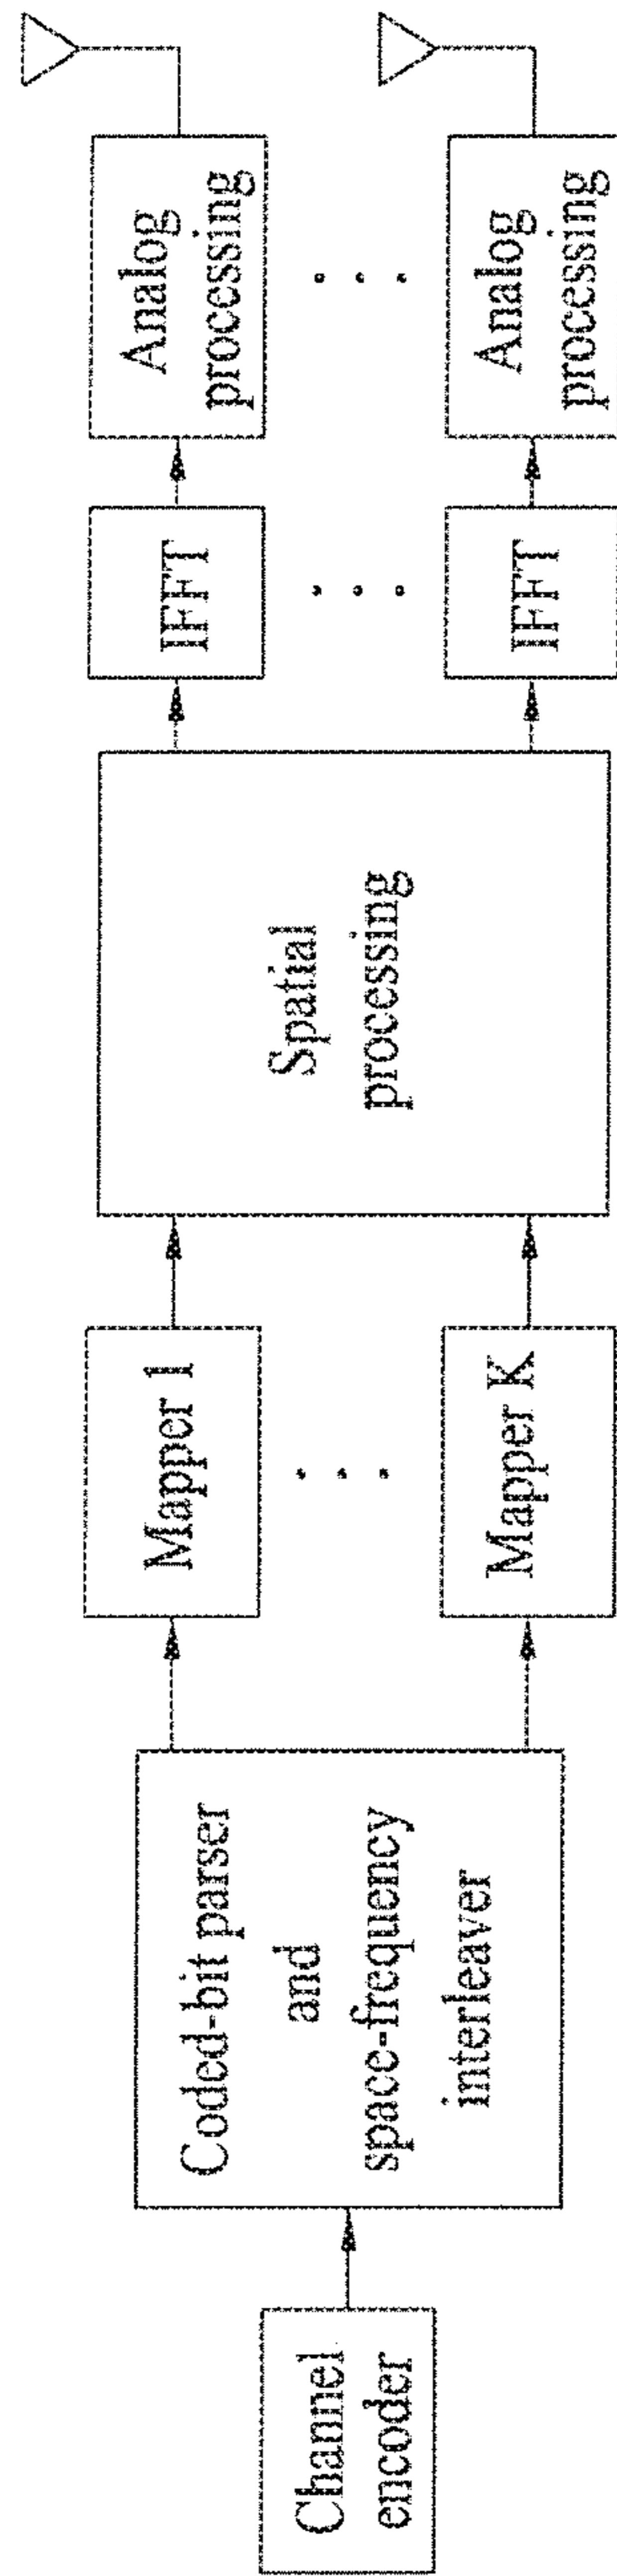 Channel
encoder
Coded-bit parser
and
space-frequency
interleaver
Mapper 1
Mapper K
Spatial
processing
IFFT
IFFT
Analog
processing
Analog
processing